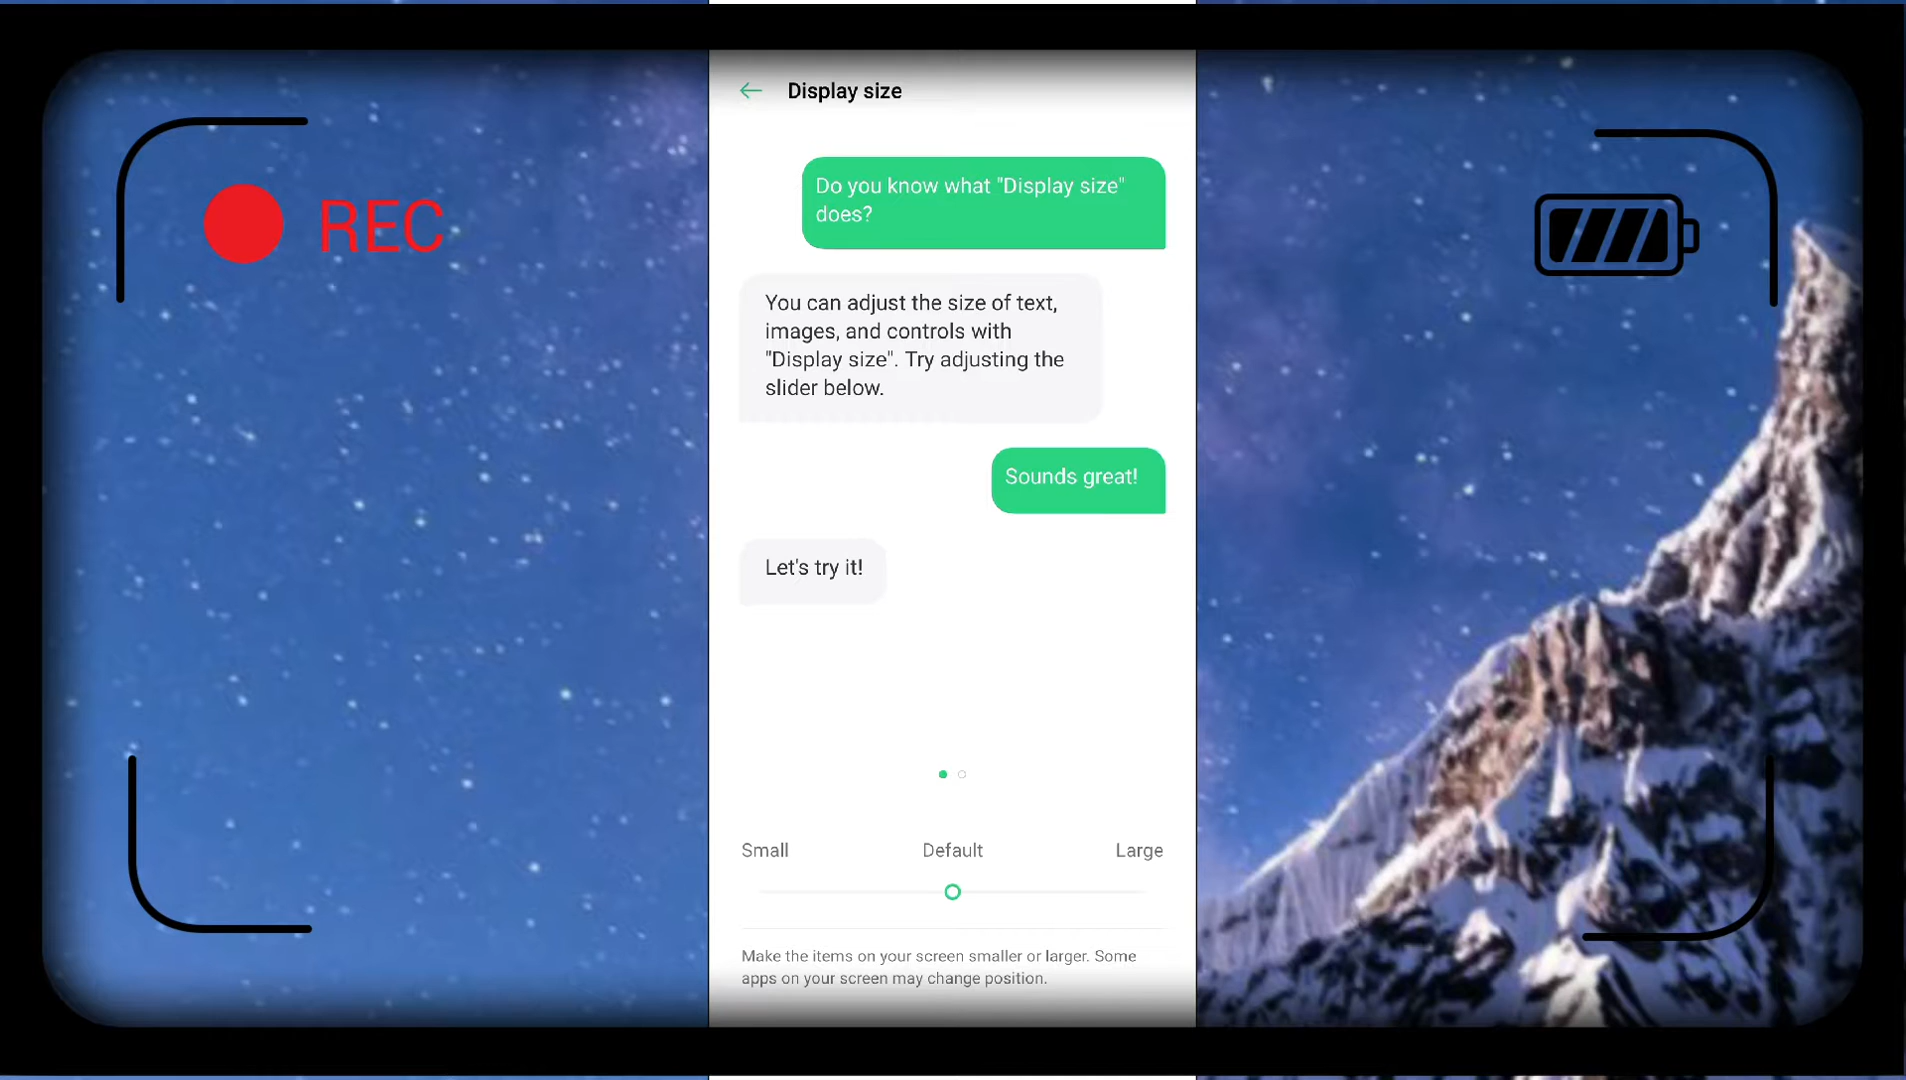 Display size
REC
Do you know what "Display size"
does?
You can adjust the size of text,
images, and controls with
"Display size". Try adjusting the
slider below.
Sounds great!
Let's try it!
Small Default Large
Make the items on your screen smaller or larger. Some
apps on your screen may change position.